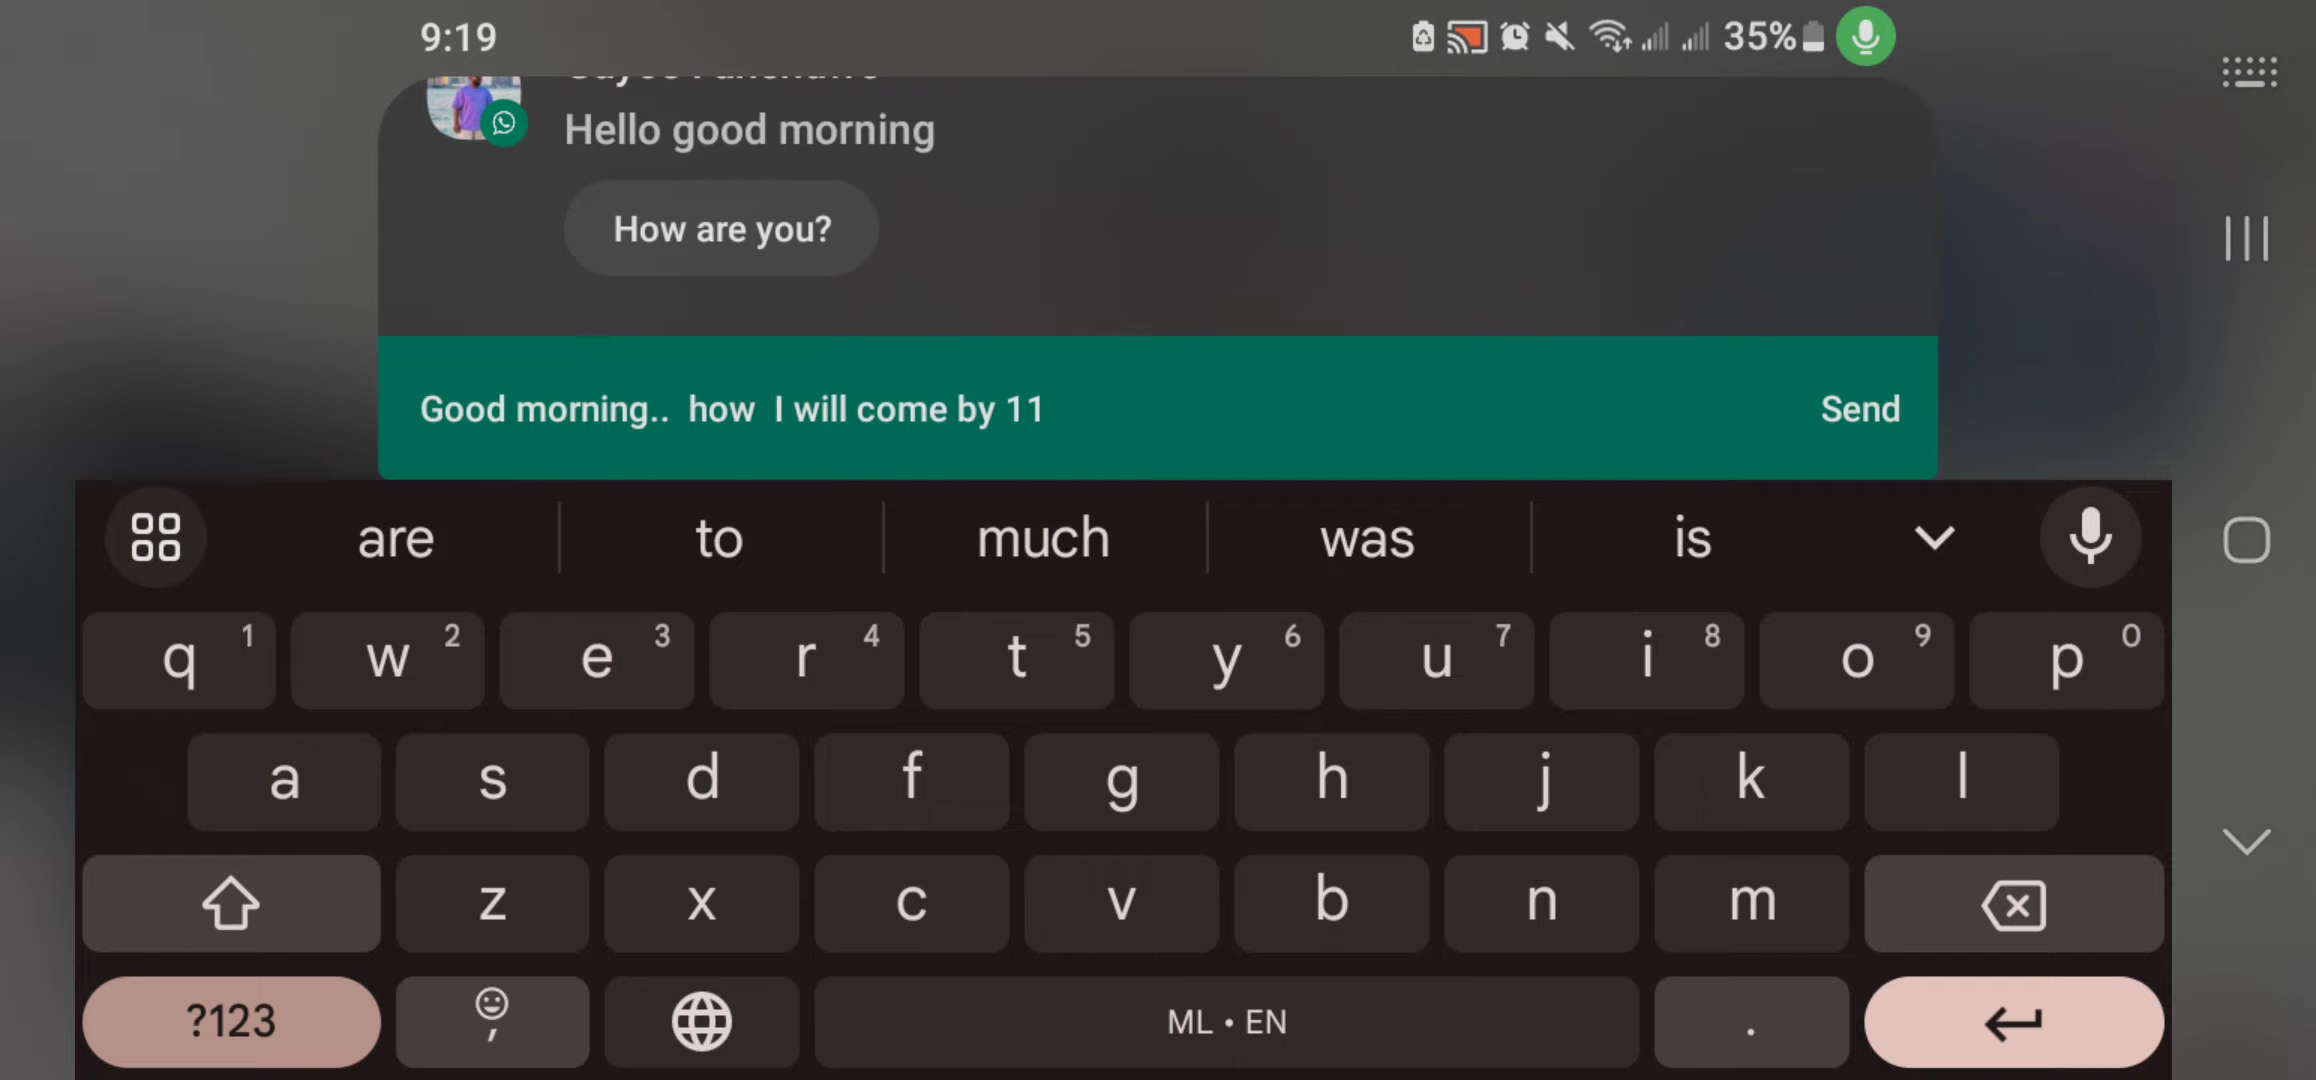 9:19 35%
Hello good morning
How are you?
Good morning.. how I will come by 11 Send
are to much was is
q 1 w 2 e 3 r 4 t 5 y 6 u 7 i 8 o 9 p 0
a s d f g h j k l
z x c v b n m
?123 , ML • EN .